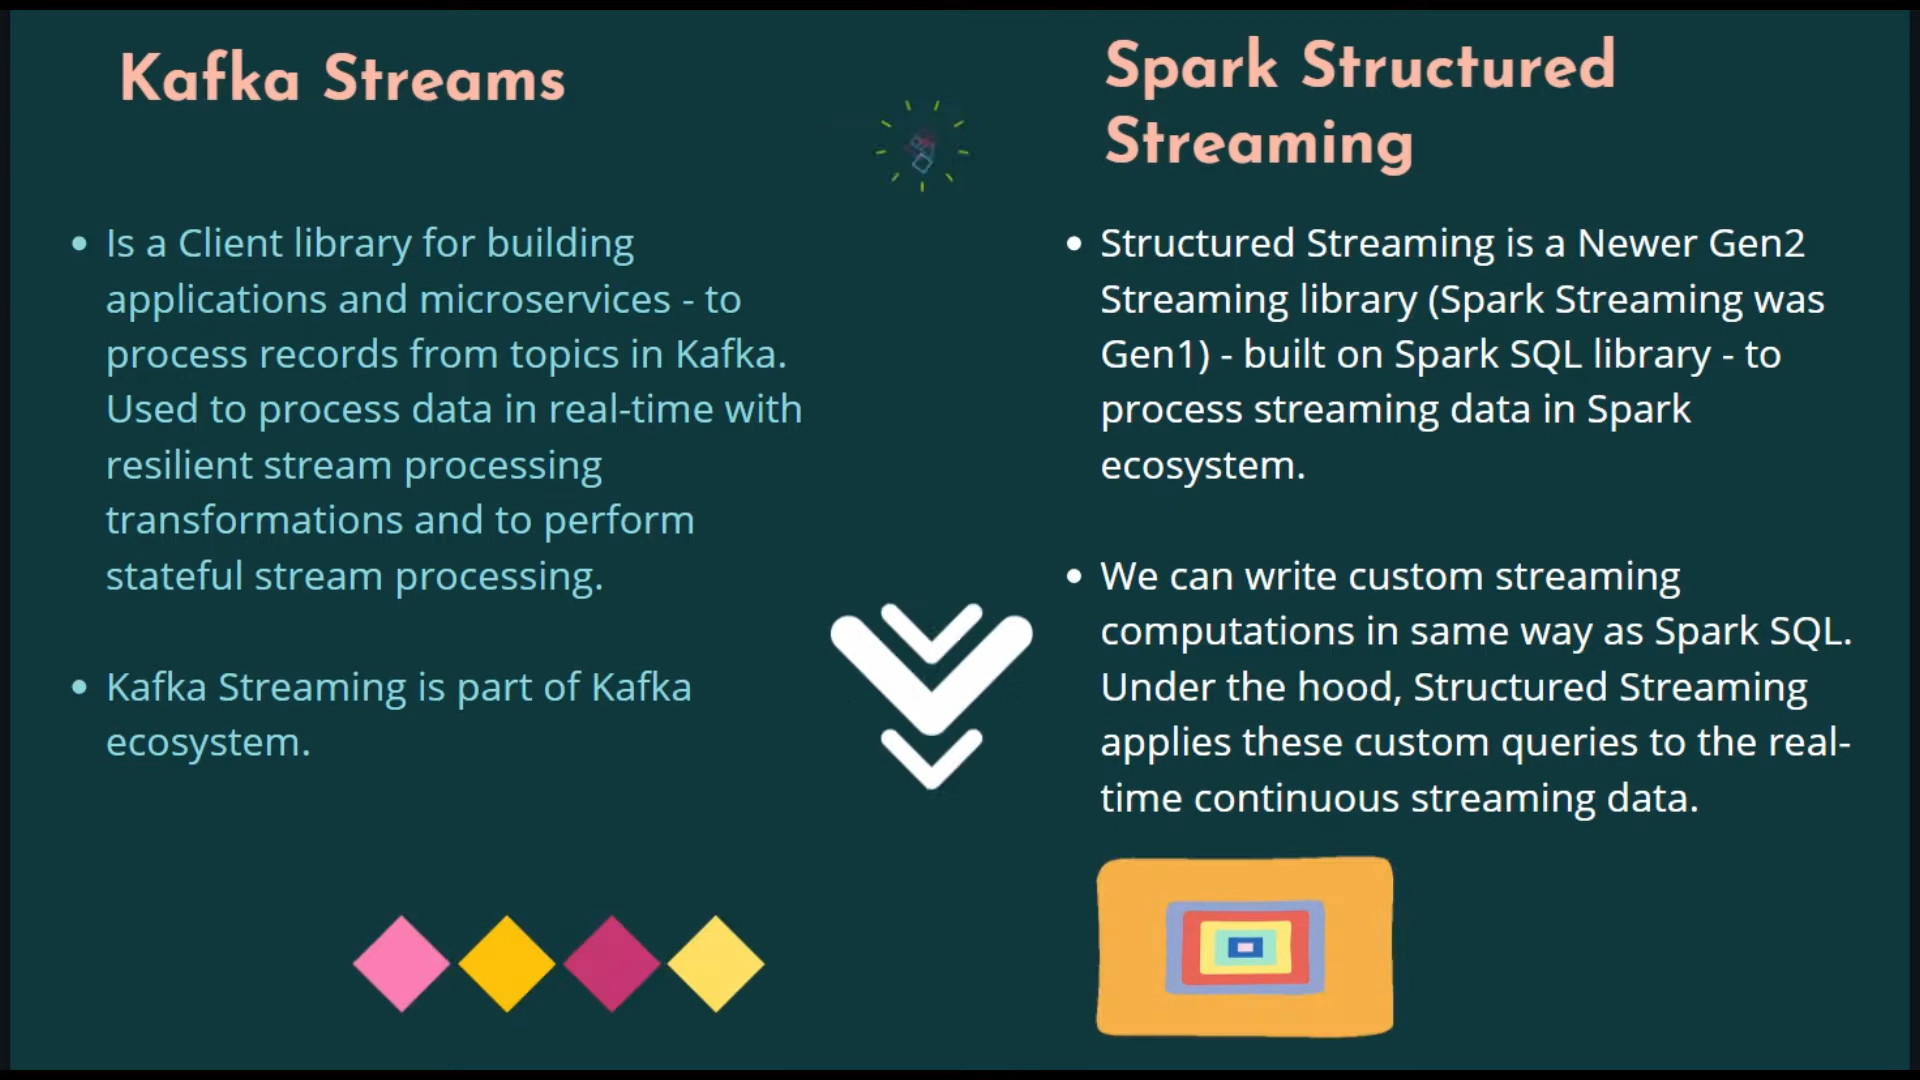 Kafka Streams
Is a Client library for building
applications and microservices - to
process records from topics in Kafka.
Used to process data in real-time with
resilient stream processing
transformations and to perform
stateful stream processing.
Kafka Streaming is part of Kafka
ecosystem.
Spark Structured
Streaming
Structured Streaming is a Newer Gen2
Streaming library (Spark Streaming was
Gen1) - built on Spark SQL library - to
process streaming data in Spark
ecosystem.
We can write custom streaming
computations in same way as Spark SQL.
Under the hood, Structured Streaming
applies these custom queries to the real-
time continuous streaming data.